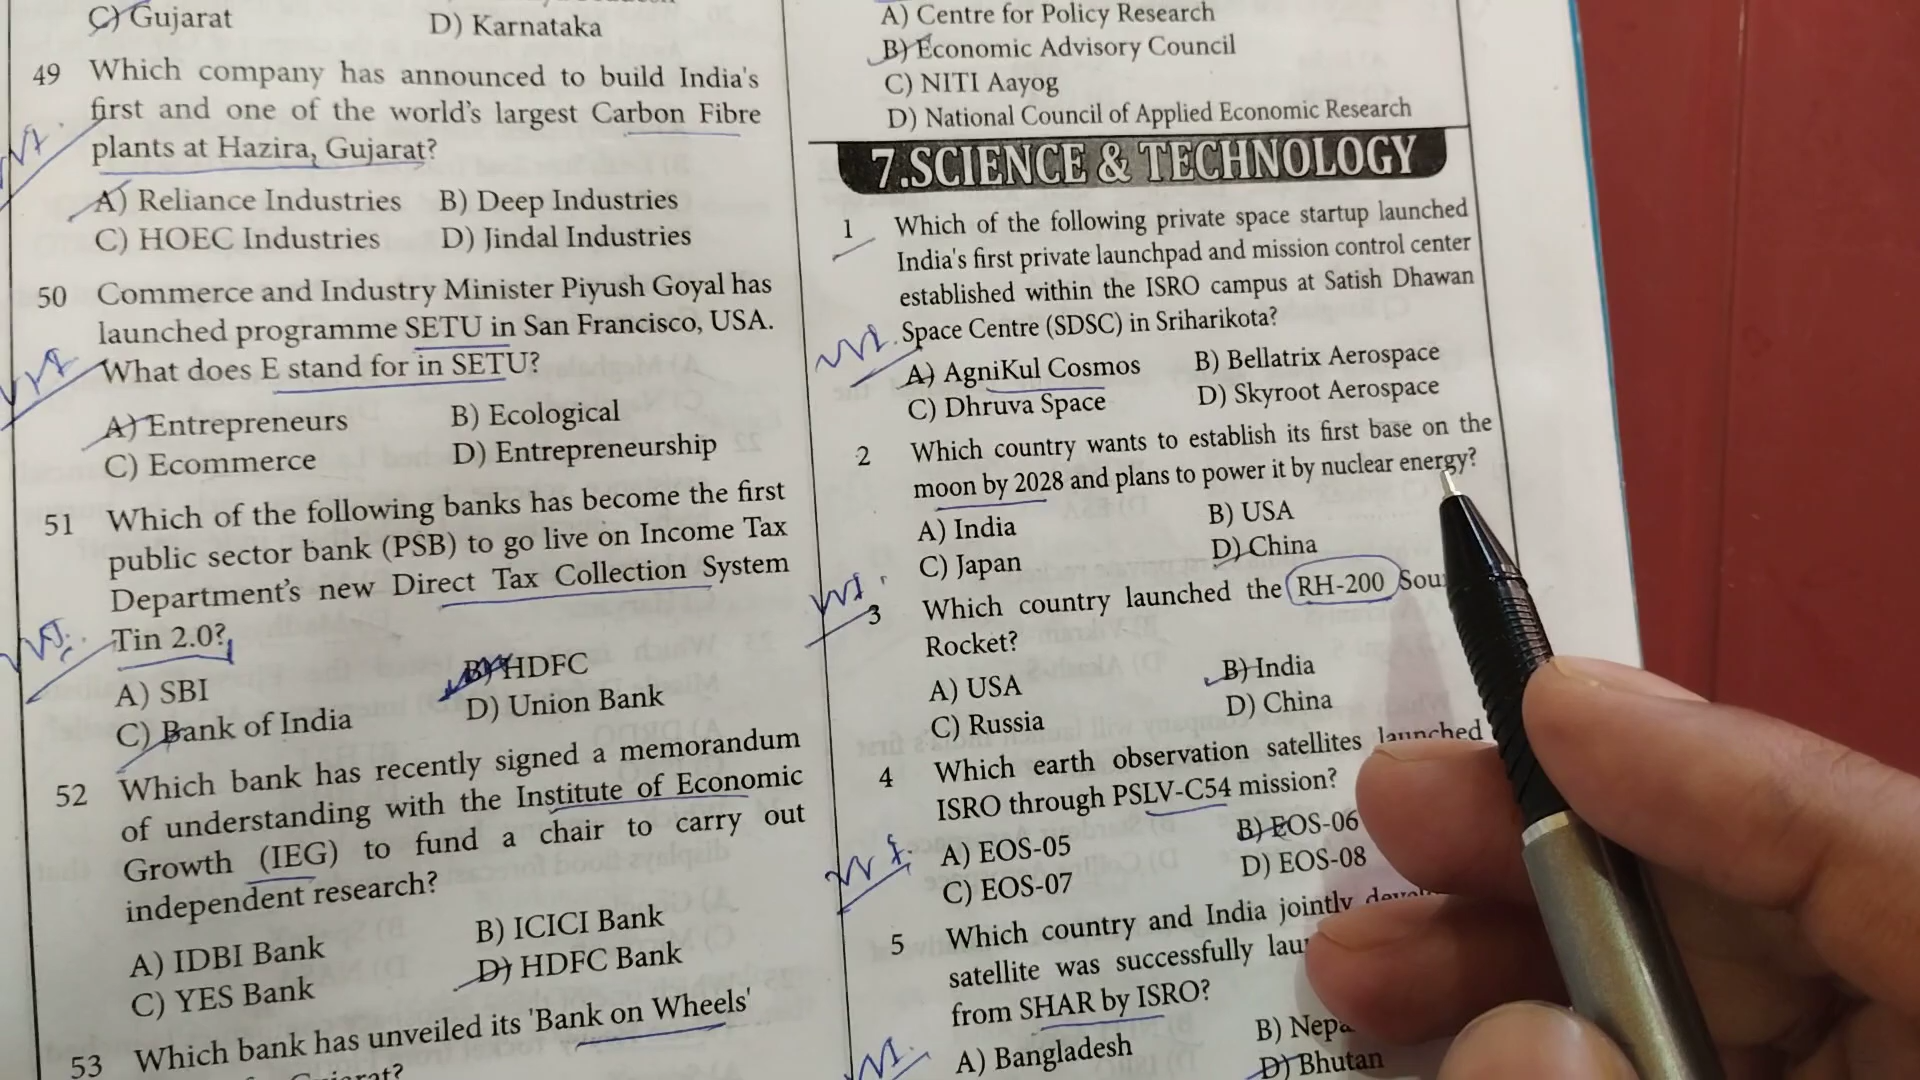 C) Gujarat D) Karnataka
49 Which company has announced to build India's
first and one of the world's largest Carbon Fibre
plants at Hazira, Gujarat?
A) Reliance Industries B) Deep Industries
C) HOEC Industries D) Jindal Industries
50 Commerce and Industry Minister Piyush Goyal has
launched programme SETU in San Francisco, USA.
What does E stand for in SETU?
A) Entrepreneurs B) Ecological
C) Ecommerce D) Entrepreneurship
51 Which of the following banks has become the first
public sector bank (PSB) to go live on Income Tax
Department's new Direct Tax Collection System
Tin 2.0?
A) SBI B) HDFC
C) Bank of India D) Union Bank
52 Which bank has recently signed a memorandum
of understanding with the Institute of Economic
Growth (IEG) to fund a chair to carry out
independent research?
A) IDBI Bank B) ICICI Bank
C) YES Bank D) HDFC Bank
53 Which bank has unveiled its 'Bank on Wheels'
A) Centre for Policy Research
B) Economic Advisory Council
C) NITI Aayog
D) National Council of Applied Economic Research
7.SCIENCE & TECHNOLOGY
1 Which of the following private space startup launched
India's first private launchpad and mission control center
established within the ISRO campus at Satish Dhawan
Space Centre (SDSC) in Sriharikota?
A) AgniKul Cosmos B) Bellatrix Aerospace
C) Dhruva Space D) Skyroot Aerospace
2 Which country wants to establish its first base on the
moon by 2028 and plans to power it by nuclear energy?
A) India B) USA
C) Japan D) China
3 Which country launched the RH-200
Rocket?
A) USA B) India
C) Russia D) China
4 Which earth observation satellites launched
ISRO through PSLV-C54 mission?
A) EOS-05 B) EOS-06
C) EOS-07 D) EOS-08
5 Which country and India jointly
satellite was successfully
from SHAR by ISRO?
A) Bangladesh B)
D) Bhutan